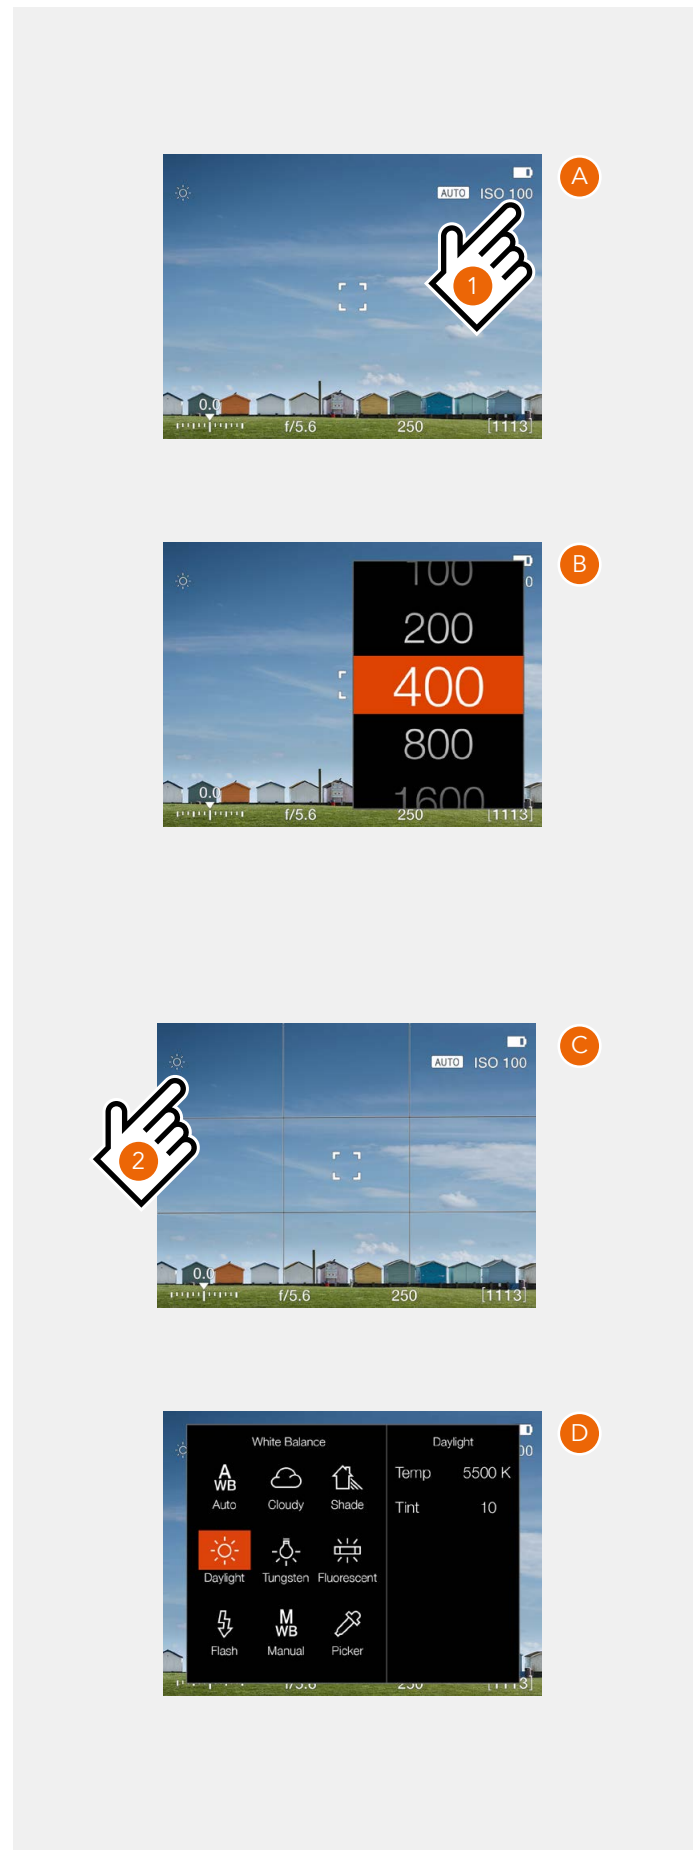 A
AUTO ISO 100
1
0.0
f/5.6 250 [1113]
B
100
0
200
400
800
0.0
1600
f/5.6 250 [1113]
C
AUTO ISO 100
2
0.0
f/5.6 250 [1113]
D
White Balance Daylight
00
A
WB
Temp 5500 K
Auto Cloudy Shade
Tint 10
Daylight Tungsten Fluorescent
M
WB
Flash Manual Picker